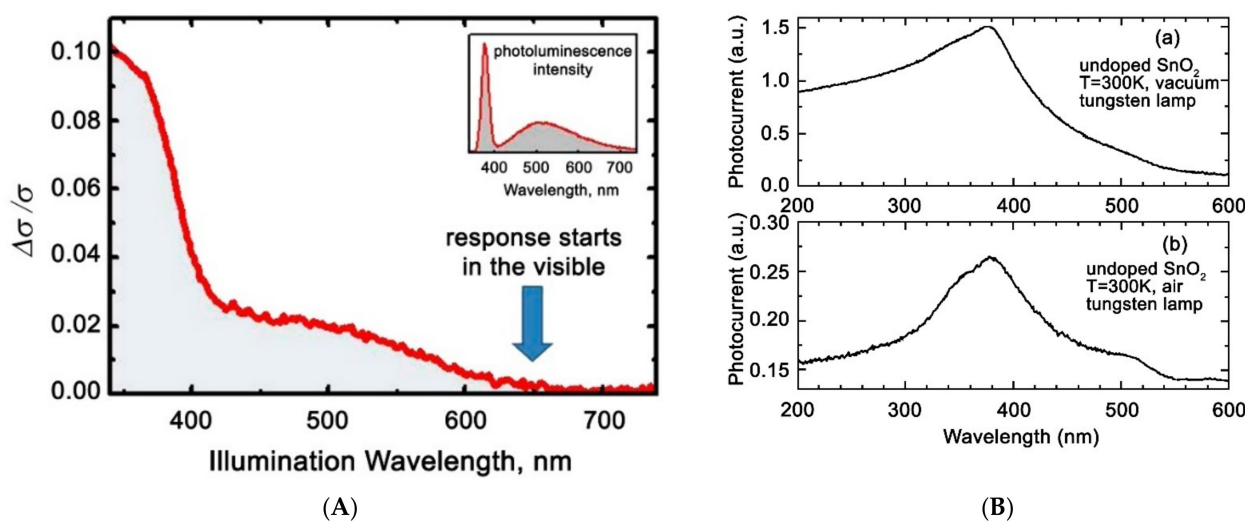 0.10
0.08
0.06
0.04
0.02
0.00
Δσ/σ
400
500
600
700
Illumination Wavelength, nm
photoluminescence
intensity
400 500 600 700
Wavelength, nm
response starts
in the visible
(A)
B)
1.5
1.0
0.5
0.0
Photocurrent (a.u.)
(a)
undoped SnO₂
T=300K, vacuum
tungsten lamp
200 300 400 500 600
0.30
0.25
0.20
0.15
Photocurrent (a.u.)
(b)
undoped SnO₂
T=300K, air
tungsten lamp
200 300 400 500 600
Wavelength (nm)
(B)